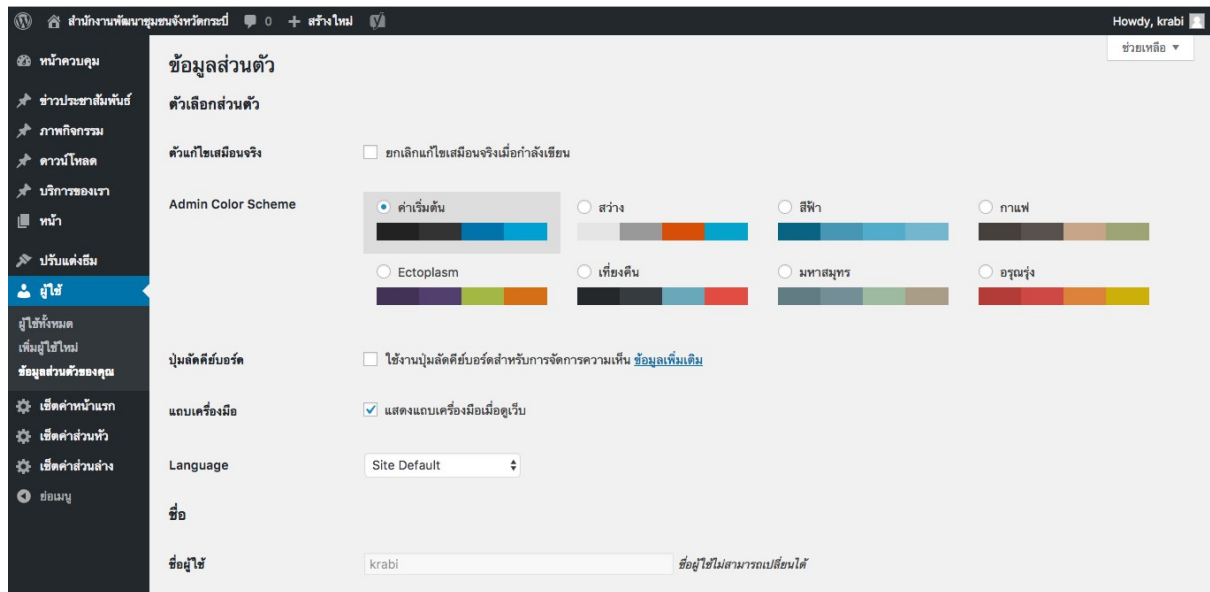 สำนักงานพัฒนาชุมชนจังหวัดกระบี่ 0 + สร้างใหม่ Howdy, krabi
ช่วยเหลือ
หน้าควบคุม
ข่าวประชาสัมพันธ์
ภาพกิจกรรม
ดาวน์โหลด
บริการของเรา
หน้า
ปรับแต่งธีม
ผู้ใช้
ผู้ใช้ทั้งหมด
เพิ่มผู้ใช้ใหม่
ข้อมูลส่วนตัวของคุณ
เซ็ตค่าหน้าแรก
เซ็ตค่าส่วนหัว
เซ็ตค่าส่วนล่าง
ย่อเมนู
ข้อมูลส่วนตัว
ตัวเลือกส่วนตัว
ตัวแก้ไขเสมือนจริง ยกเลิกแก้ไขเสมือนจริงเมื่อกำลังเขียน
Admin Color Scheme ค่าเริ่มต้น สว่าง สีฟ้า กาแฟ
Ectoplasm เที่ยงคืน มหาสมุทร อรุณรุ่ง
ปุ่มลัดคีย์บอร์ด ใช้งานปุ่มลัดคีย์บอร์ดสำหรับการจัดการความเห็น ข้อมูลเพิ่มเติม
แถบเครื่องมือ แสดงแถบเครื่องมือเมื่อดูเว็บ
Language Site Default
ชื่อ
ชื่อผู้ใช้ krabi ชื่อผู้ใช้ไม่สามารถเปลี่ยนได้